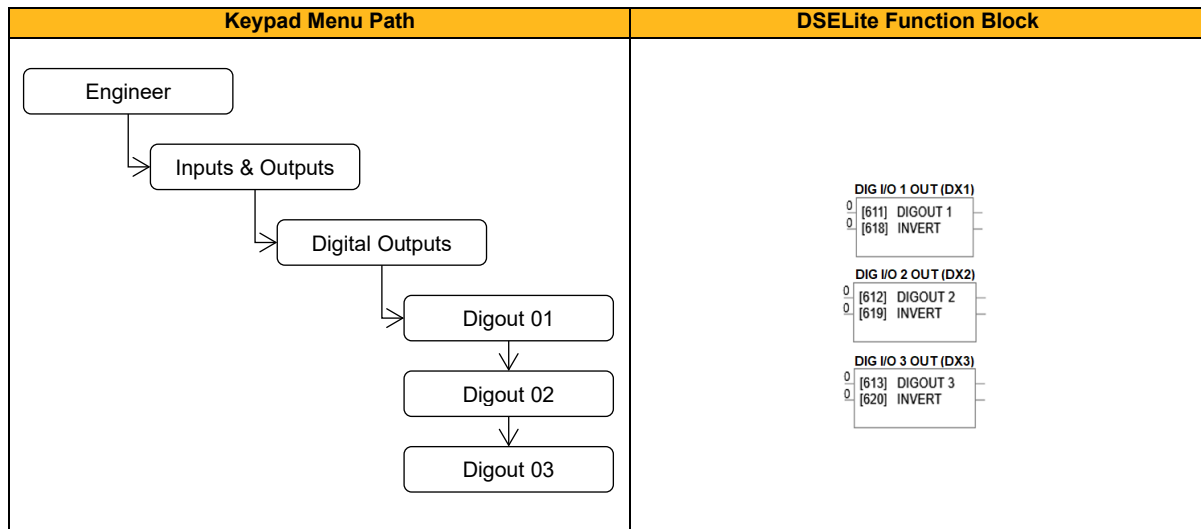 Keypad Menu Path
DSELite Function Block
Engineer
Inputs & Outputs
Digital Outputs
Digout 01
Digout 02
Digout 03
DIG I/O 1 OUT (DX1)
0 [611] DIGOUT 1
0 [618] INVERT
DIG I/O 2 OUT (DX2)
0 [612] DIGOUT 2
0 [619] INVERT
DIG I/O 3 OUT (DX3)
0 [613] DIGOUT 3
0 [620] INVERT